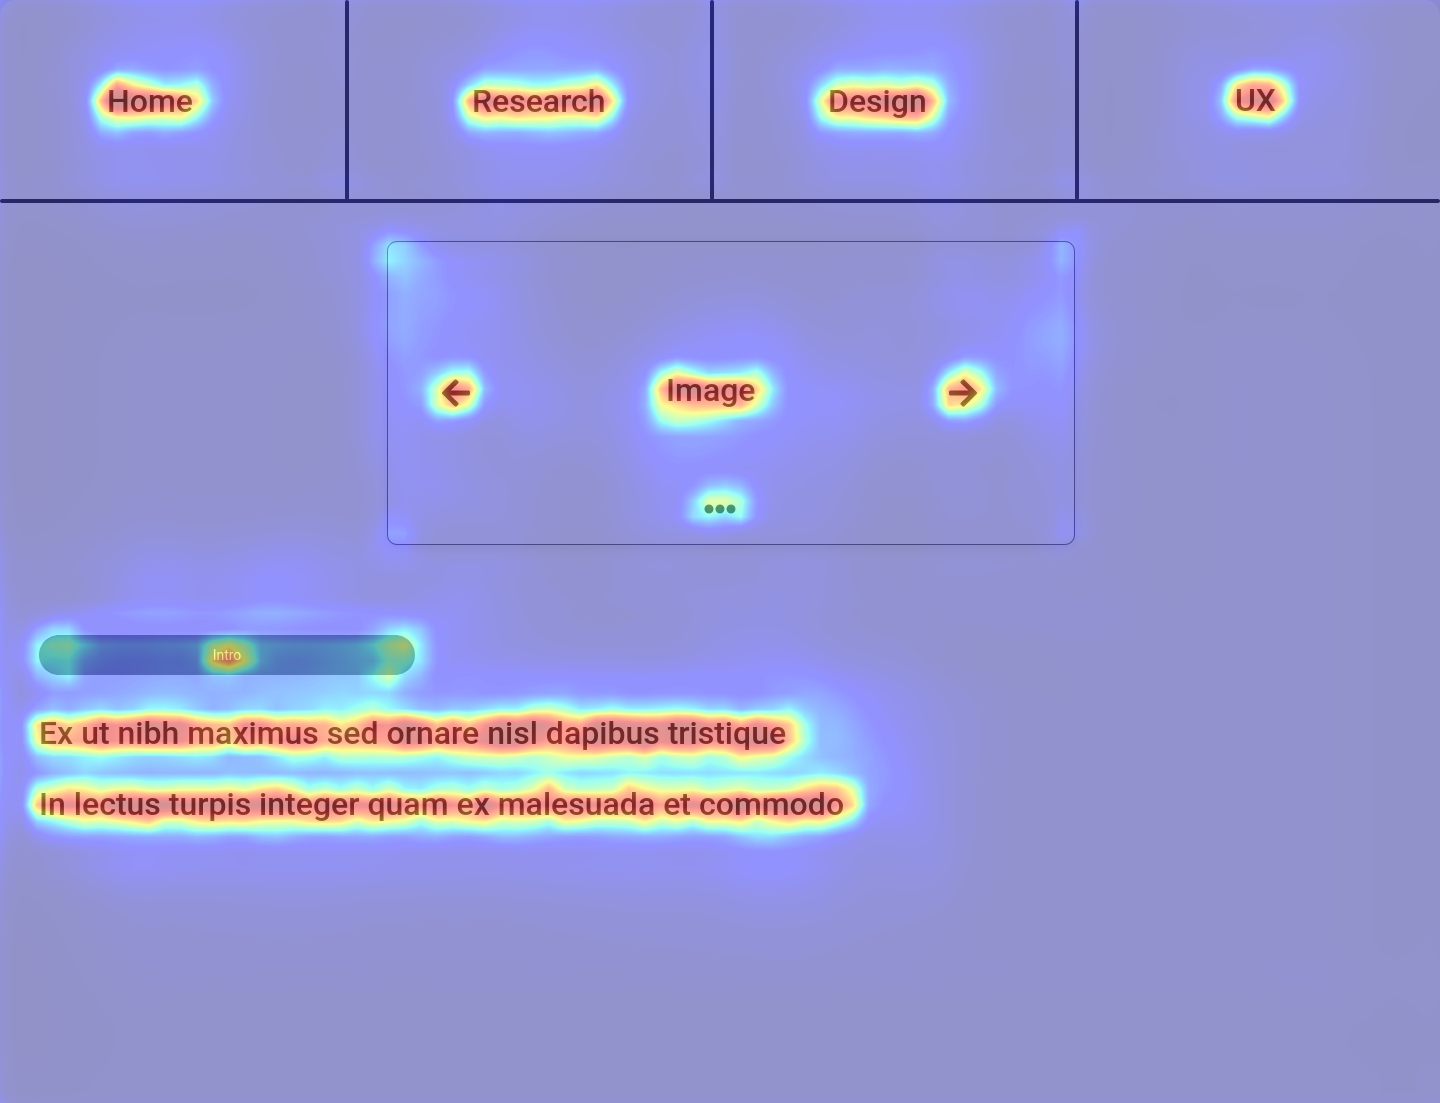 Home
Research
Design
UX
Image
Intro
Ex ut nibh maximus sed ornare nisl dapibus tristique
In lectus turpis integer quam ex malesuada et commodo